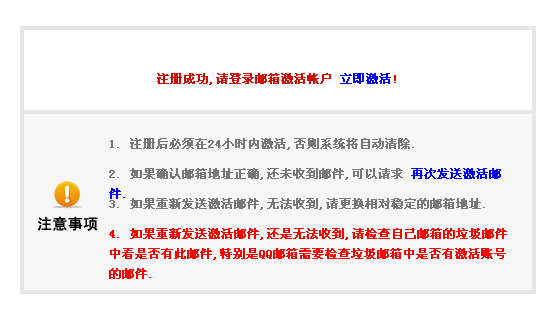 注册成功,请登录邮箱激活帐户 立即激活!
1. 注册后必须在24小时内激活,否则系统将自动清除.
2. 如果确认邮箱地址正确,还未收到邮件,可以请求 再次发送激活邮
件.
3. 如果重新发送激活邮件,无法收到,请更换相对稳定的邮箱地址.
注意事项
4. 如果重新发送激活邮件,还是无法收到,请检查自己邮箱的垃圾邮件
中看是否有此邮件,特别是QQ邮箱需要检查垃圾邮箱中是否有激活账号
的邮件.